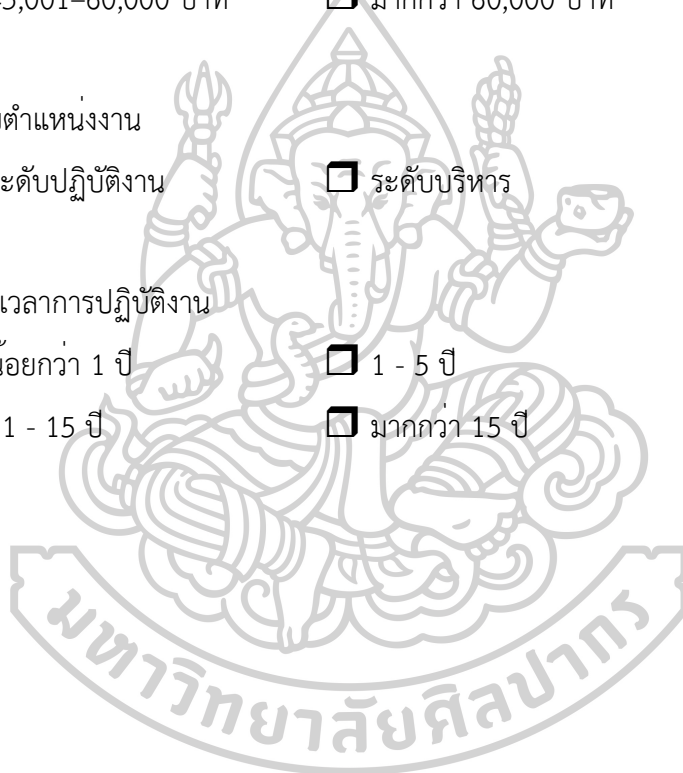 5,001–60,000 บาท ❒ มากกว่า 60,000 บาท
ตำแหน่งงาน
ะดับปฏิบัติงาน ❒ ระดับบริหาร
เวลาการปฏิบัติงาน
น้อยกว่า 1 ปี ❒ 1 - 5 ปี
1 - 15 ปี ❒ มากกว่า 15 ปี
มหาวิทยาลัยศิลปากร